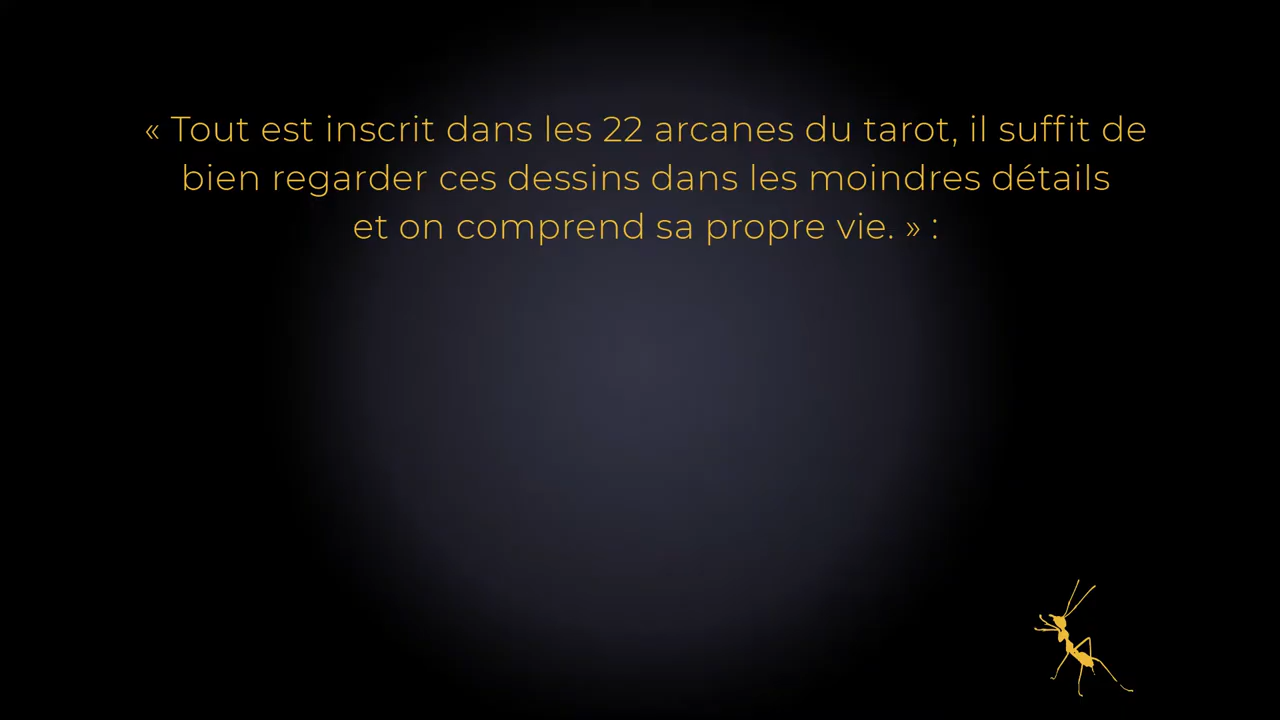 « Tout est inscrit dans les 22 arcanes du tarot, il suffit de
bien regarder ces dessins dans les moindres détails
et on comprend sa propre vie. » :